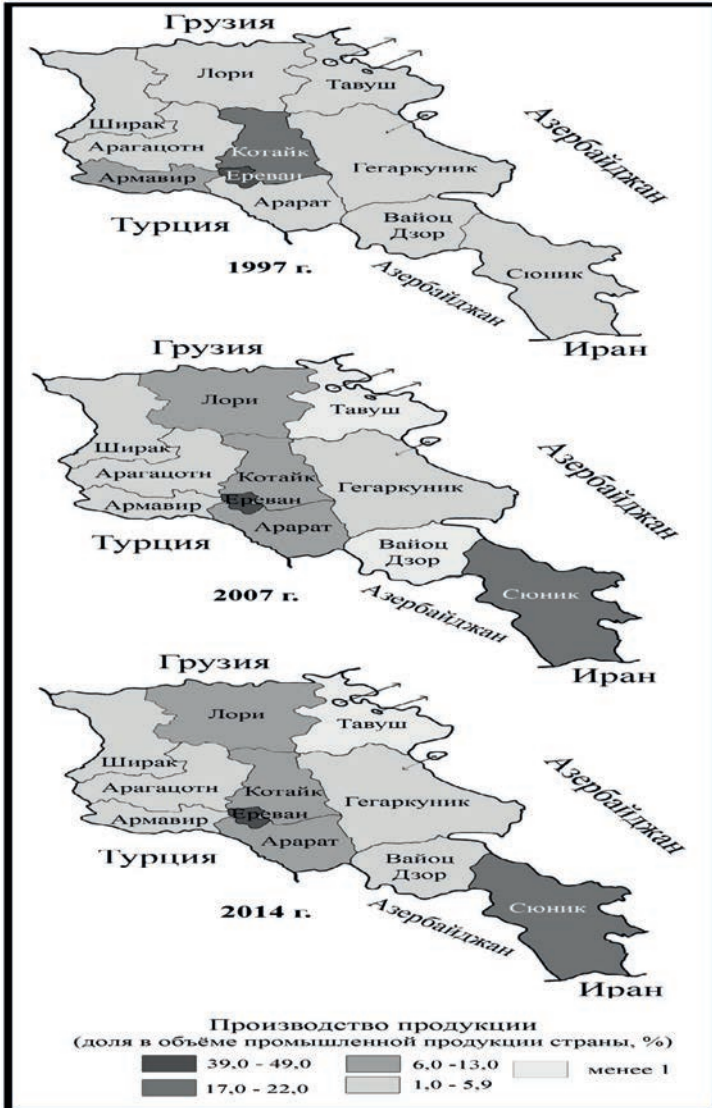 Грузия
Лори
Тавуш
Ширак
Арагацотн
Котайк
Армавир
Ереван
Гегаркуник
Арарат
Турция
Вайоц
Дзор
Сюник
Азербайджан
Азербайджан
1997 г.
Иран
Грузия
Лори
Тавуш
Ширак
Арагацотн
Котайк
Армавир
Ереван
Гегаркуник
Арарат
Турция
Вайоц
Дзор
Сюник
Азербайджан
Азербайджан
2007 г.
Иран
Грузия
Лори
Тавуш
Ширак
Арагацотн
Котайк
Армавир
Ереван
Гегаркуник
Арарат
Турция
Вайоц
Дзор
Сюник
Азербайджан
Азербайджан
2014 г.
Иран
Производство продукции
(доля в объёме промышленной продукции страны, %)
39,0 - 49,0
6,0 -13,0
менее 1
17,0 - 22,0
1,0 - 5,9